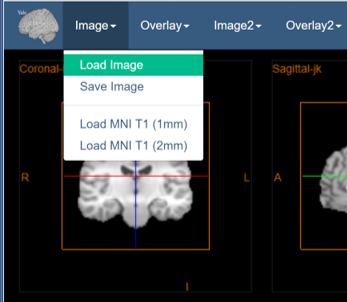 Yale
Image Overlay Image2 Overlay2
Load Image
Save Image
Load MNI T1 (1mm)
Load MNI T1 (2mm)
Coronal-
Sagittal-jk
R
L
A
I